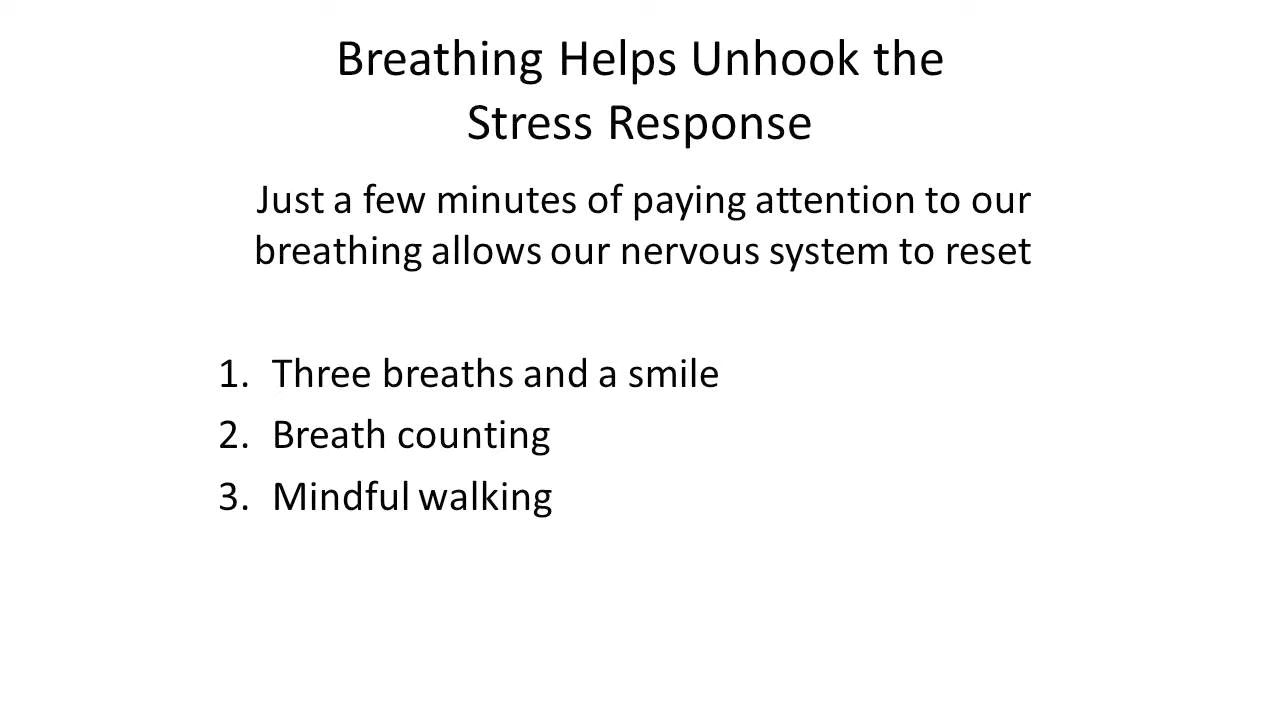 Breathing Helps Unhook the
Stress Response
Just a few minutes of paying attention to our
breathing allows our nervous system to reset
1. Three breaths and a smile
2. Breath counting
3. Mindful walking